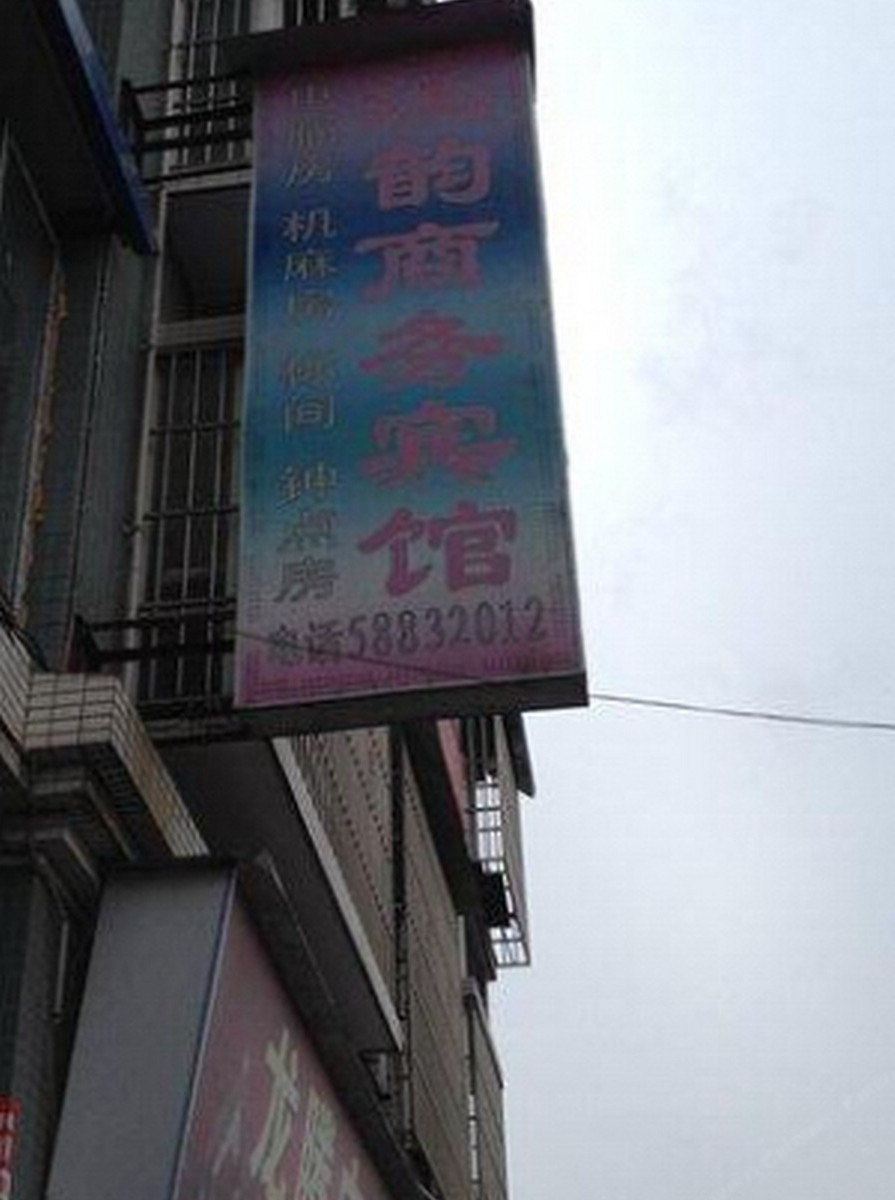 韵商务宾馆
电脑房 机麻房 标间 鈡点房
电话58832012